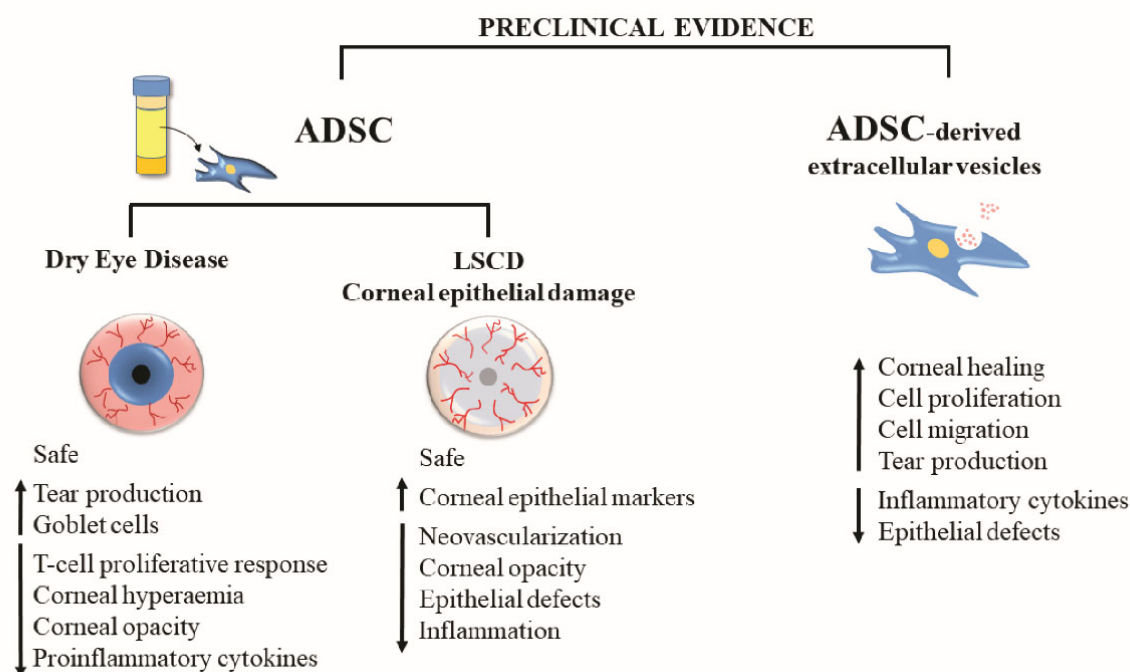 PRECLINICAL EVIDENCE
ADSC
ADSC-derived
extracellular vesicles
Dry Eye Disease
LSCD
Corneal epithelial damage
Safe
Tear production
Goblet cells
T-cell proliferative response
Corneal hyperaemia
Corneal opacity
Proinflammatory cytokines
Safe
Corneal epithelial markers
Neovascularization
Corneal opacity
Epithelial defects
Inflammation
Corneal healing
Cell proliferation
Cell migration
Tear production
Inflammatory cytokines
Epithelial defects